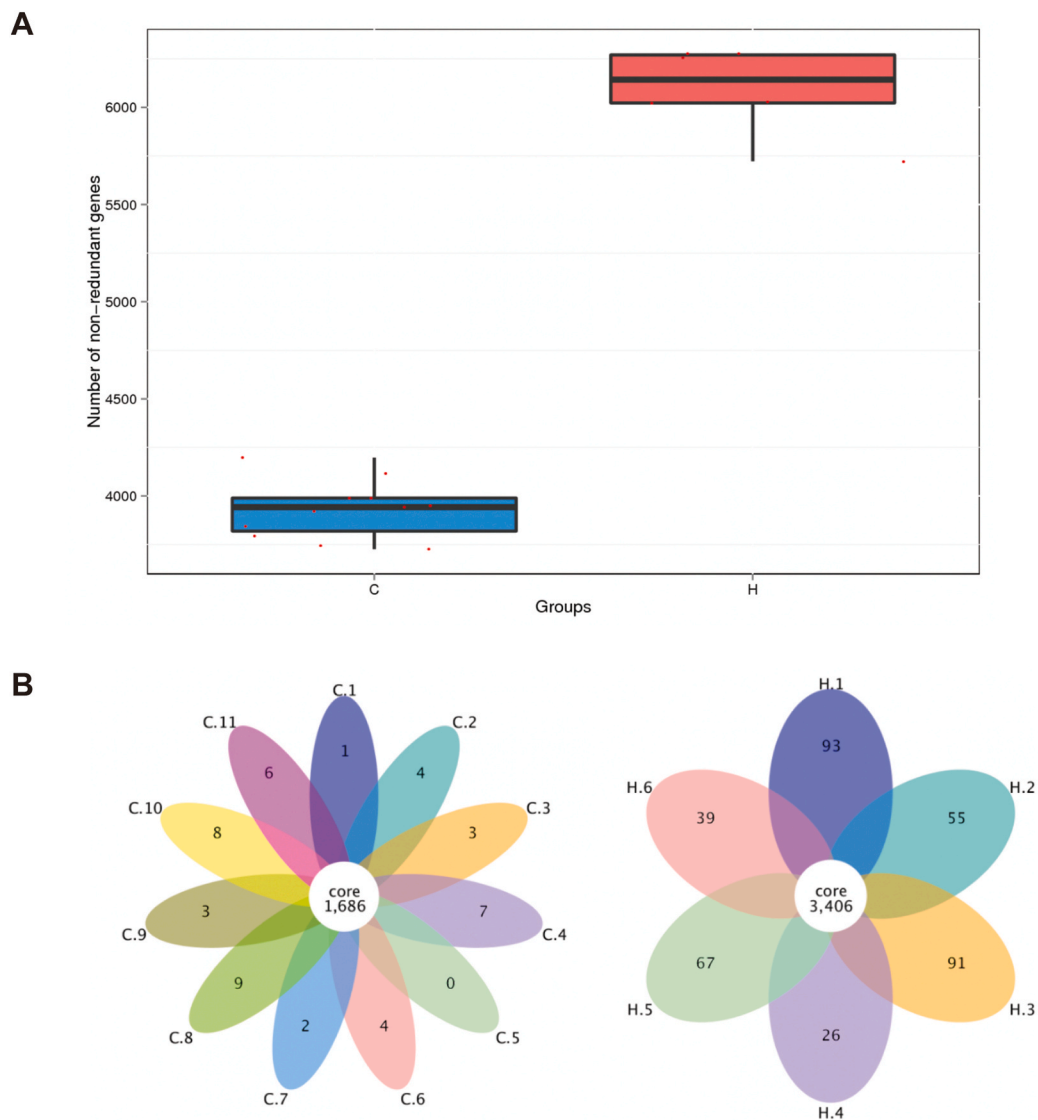 A
Number of non-redundant genes
6000
5500
5000
4500
4000
C
H
Groups
B
C.1
C.2
C.3
C.4
C.5
C.6
C.7
C.8
C.9
C.10
C.11
1
4
3
7
0
4
2
9
3
8
6
core
1,686
H.1
H.2
H.3
H.4
H.5
H.6
93
55
91
26
67
39
core
3,406